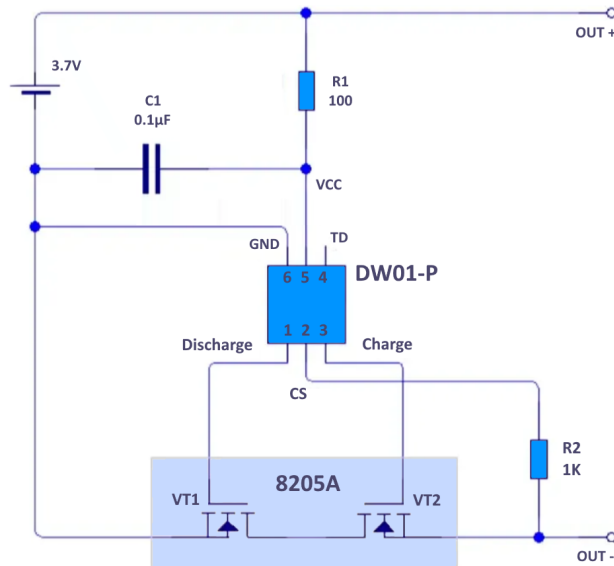 OUT +
3.7V
R1
100
C1
0.1µF
VCC
GND
TD
6 5 4
DW01-P
1 2 3
Discharge
Charge
CS
R2
1K
8205A
VT1
VT2
OUT -